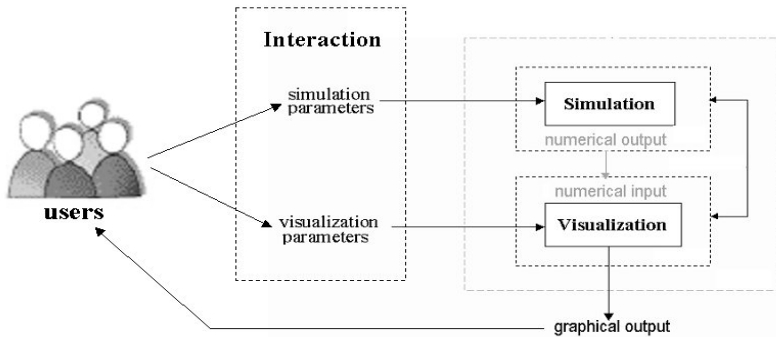 Interaction
simulation
parameters
Simulation
numerical output
numerical input
users
visualization
parameters
Visualization
graphical output